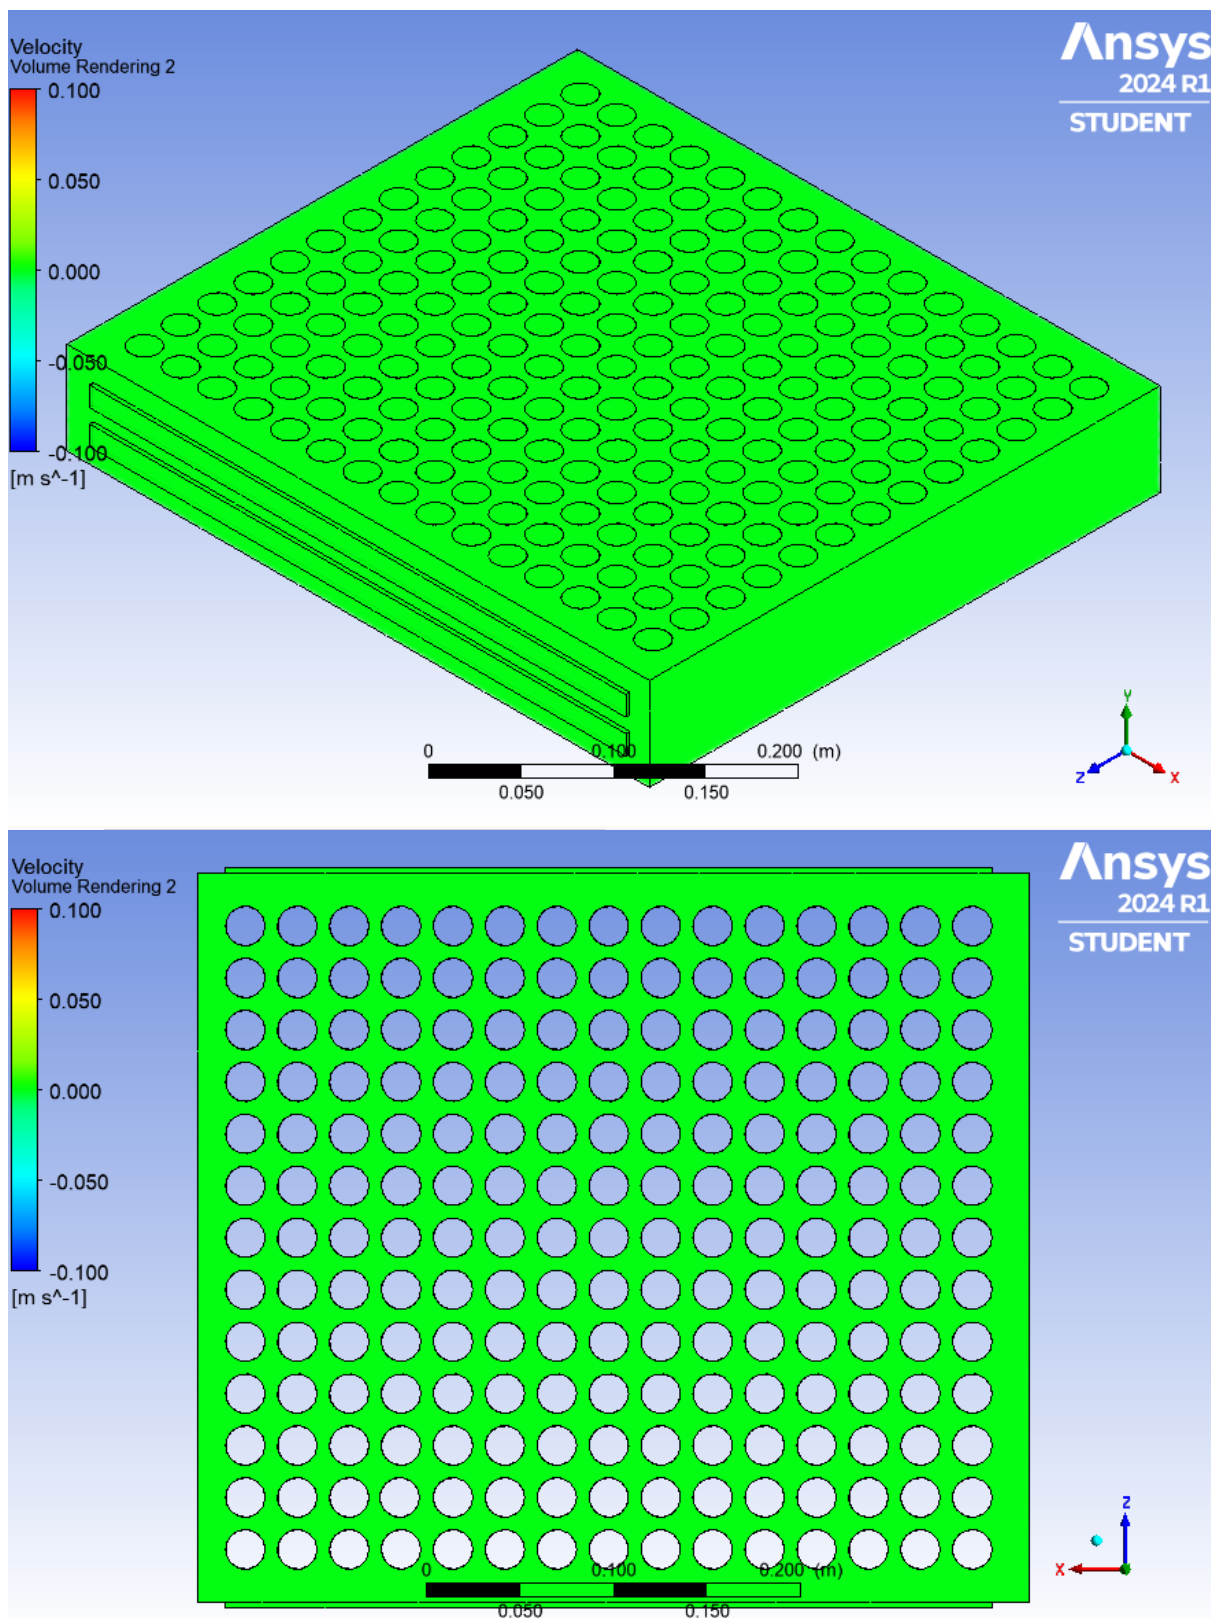 Velocity
Volume Rendering 2
0.100
0.050
0.000
-0.050
-0.100
[m s^-1]
Ansys
2024 R1
STUDENT
0 0.100 0.200 (m)
0.050 0.150
Y
Z X
Velocity
Volume Rendering 2
0.100
0.050
0.000
-0.050
-0.100
[m s^-1]
Ansys
2024 R1
STUDENT
0 0.100 0.200 (m)
0.050 0.150
Z
X